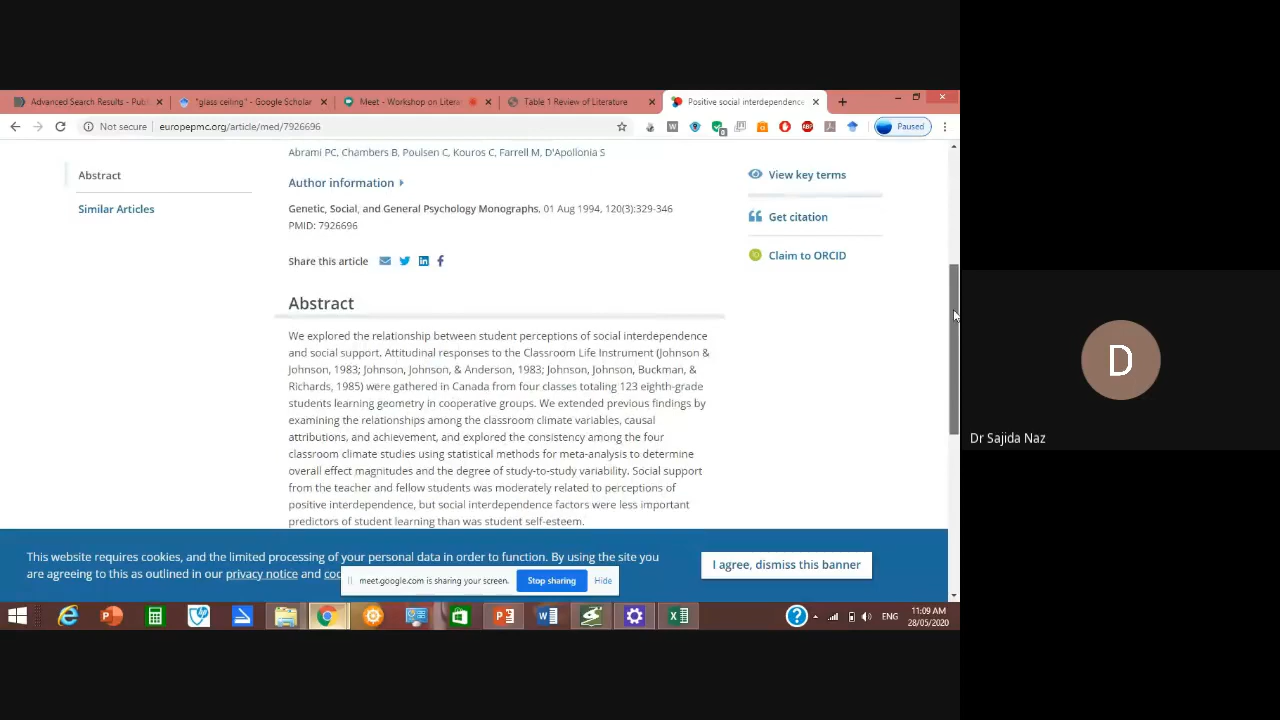 Advanced Search Results - Publ
"glass ceiling" - Google Scholar
Meet - Workshop on Litera
Table 1 Review of Literature
Positive social interdependence
Not secure
europepmc.org/article/med/7926696
Paused
Abrami PC, Chambers B, Poulsen C, Kouros C, Farrell M, D'Apollonia S
Abstract
Similar Articles
Author information
Genetic, Social, and General Psychology Monographs, 01 Aug 1994, 120(3):329-346
PMID: 7926696
Share this article
View key terms
Get citation
Claim to ORCID
Abstract
We explored the relationship between student perceptions of social interdependence
and social support. Attitudinal responses to the Classroom Life Instrument (Johnson &
Johnson, 1983; Johnson, Johnson, & Anderson, 1983; Johnson, Johnson, Buckman, &
Richards, 1985) were gathered in Canada from four classes totaling 123 eighth-grade
students learning geometry in cooperative groups. We extended previous findings by
examining the relationships among the classroom climate variables, causal
attributions, and achievement, and explored the consistency among the four
classroom climate studies using statistical methods for meta-analysis to determine
overall effect magnitudes and the degree of study-to-study variability. Social support
from the teacher and fellow students was moderately related to perceptions of
positive interdependence, but social interdependence factors were less important
predictors of student learning than was student self-esteem.
This website requires cookies, and the limited processing of your personal data in order to function. By using the site you
are agreeing to this as outlined in our privacy notice and coo
I agree, dismiss this banner
meet.google.com is sharing your screen.
Stop sharing
Hide
ENG
11:09 AM
28/05/2020
D
Dr Sajida Naz